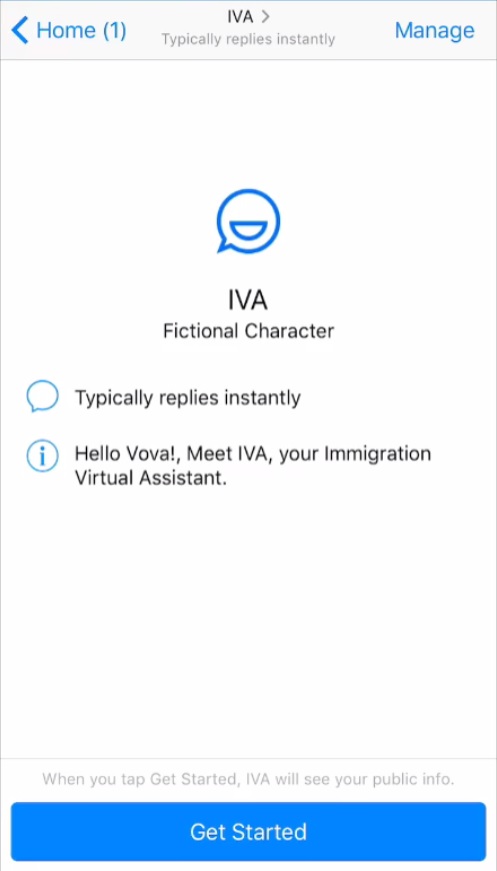 Home (1)
IVA >
Typically replies instantly
Manage
IVA
Fictional Character
Typically replies instantly
Hello Vova!, Meet IVA, your Immigration
Virtual Assistant.
When you tap Get Started, IVA will see your public info.
Get Started